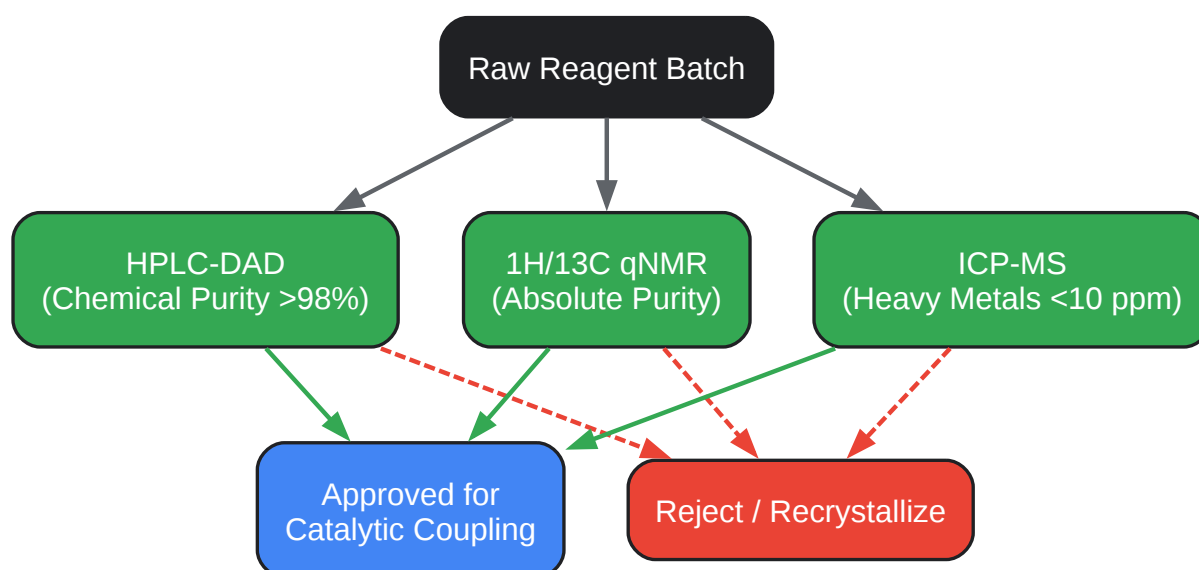 Raw Reagent Batch
HPLC-DAD
(Chemical Purity >98%)
1H/13C qNMR
(Absolute Purity)
ICP-MS
(Heavy Metals <10 ppm)
Approved for
Catalytic Coupling
Reject / Recrystallize